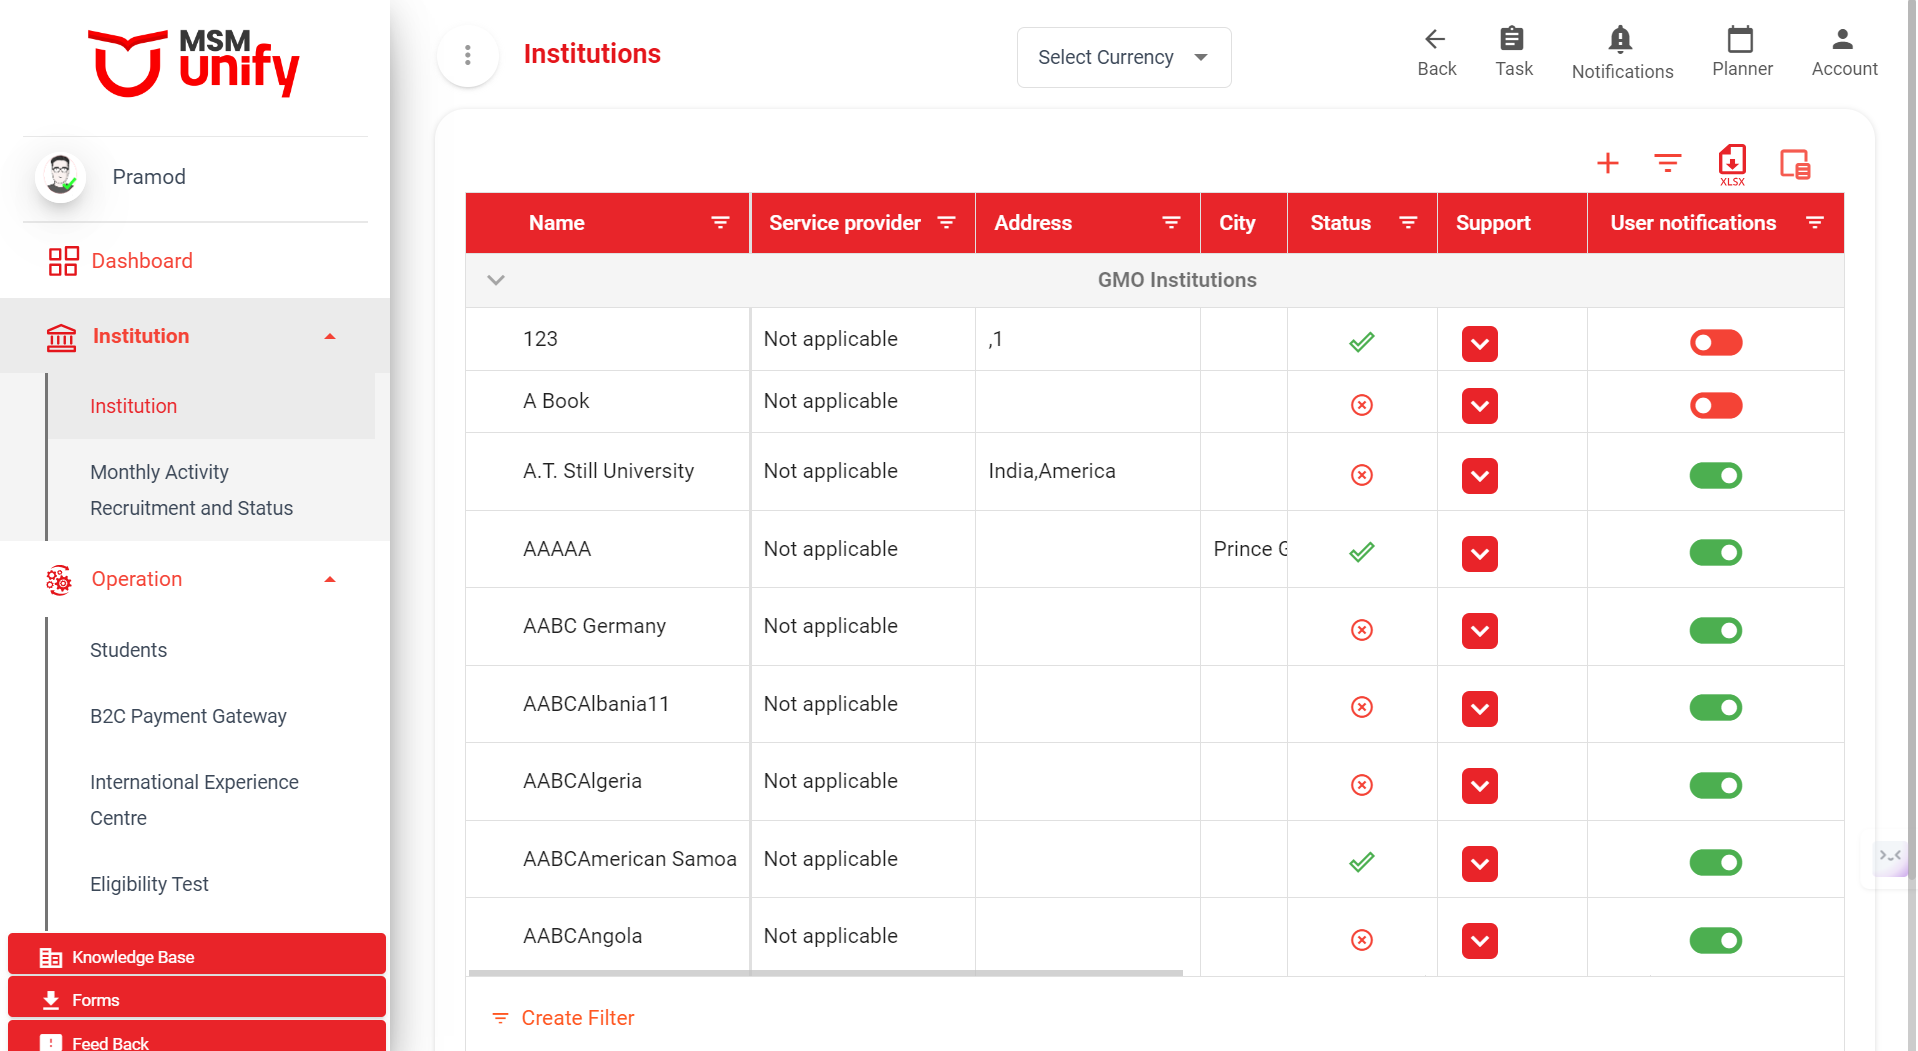 MSM
unify
Pramod
Dashboard
Institution
Institution
Monthly Activity
Recruitment and Status
Operation
Students
B2C Payment Gateway
International Experience
Centre
Eligibility Test
Knowledge Base
Forms
Feed Back
Institutions
Select Currency
Back
Task
Notifications
Planner
Account
XLSX
Name Service provider Address City Status Support User notifications
GMO Institutions
123 Not applicable ,1
A Book Not applicable
A.T. Still University Not applicable India,America
AAAAA Not applicable Prince G
AABC Germany Not applicable
AABCAlbania11 Not applicable
AABCAlgeria Not applicable
AABCAmerican Samoa Not applicable
AABCAngola Not applicable
Create Filter